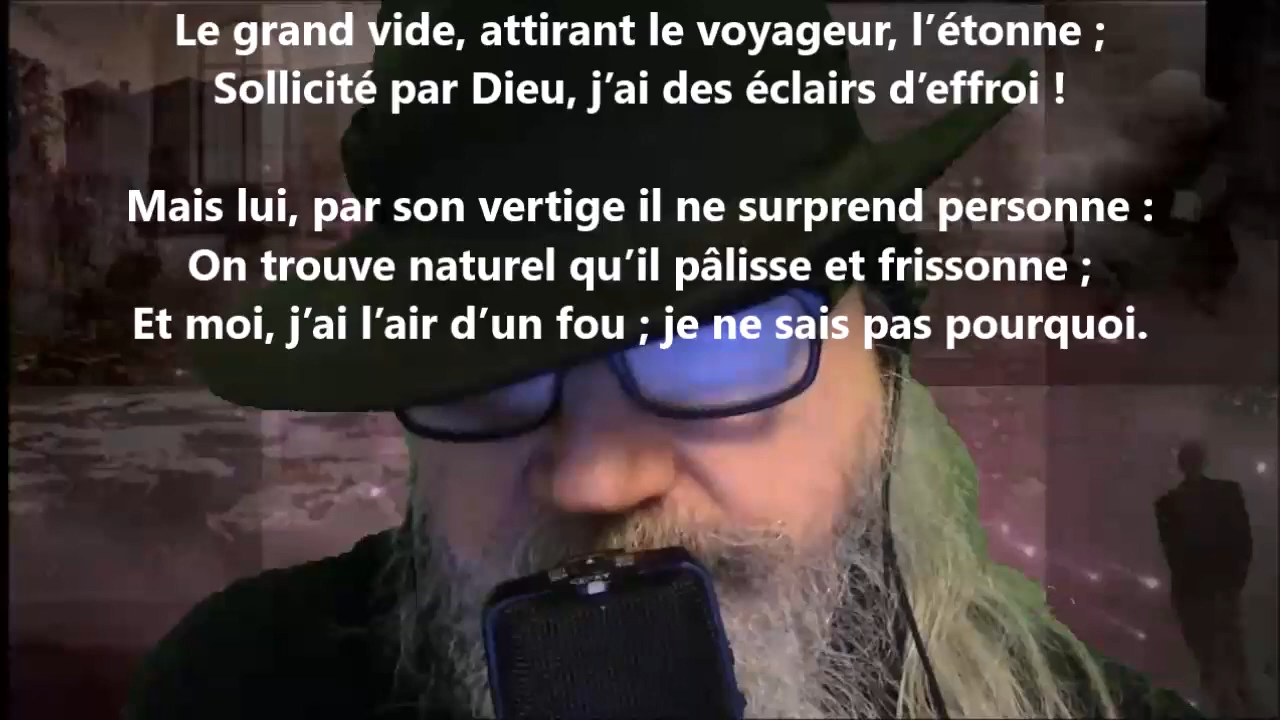 Le grand vide, attirant le voyageur, l’étonne ;
Sollicité par Dieu, j’ai des éclairs d’effroi !
Mais lui, par son vertige il ne surprend personne :
On trouve naturel qu’il pâlisse et frissonne ;
Et moi, j’ai l’air d’un fou ; je ne sais pas pourquoi.